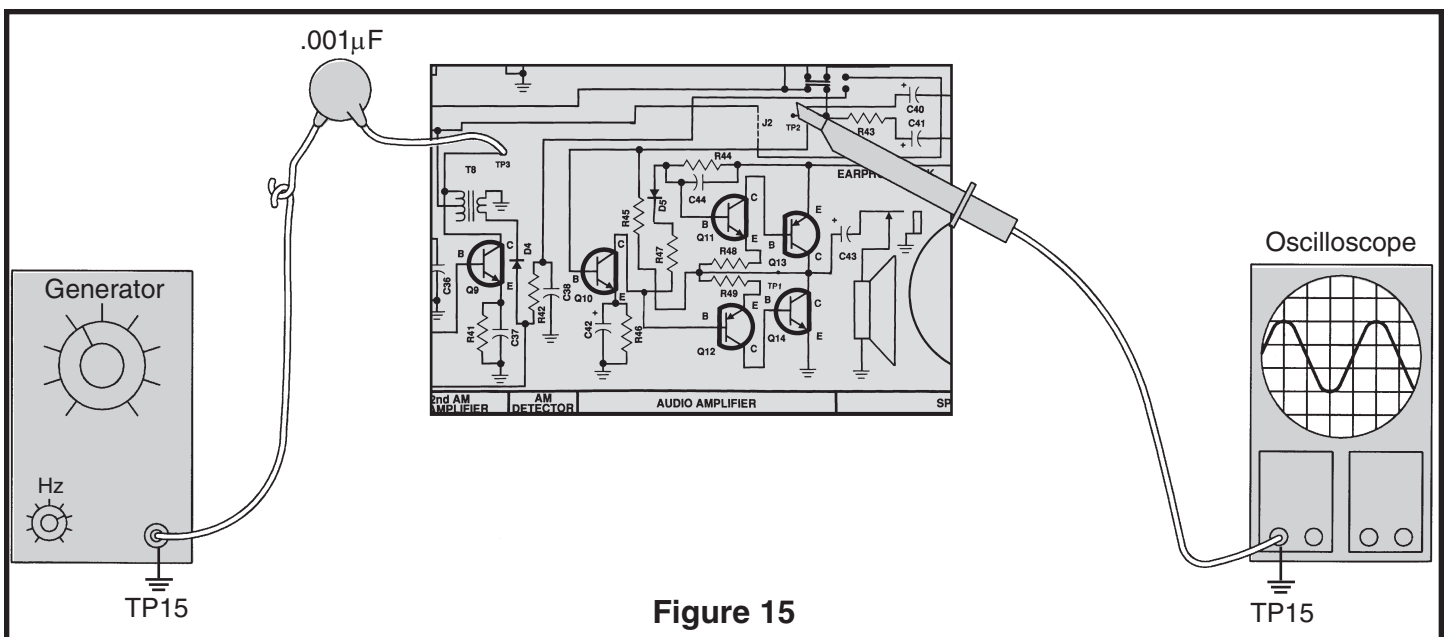 .001μF
C40
J2
TP2
R43
C41
T8
TP3
R44
EARPH
K
C44
D5
C
E
R45
B
Q11
E
B
Q13
C
C43
R47
R48
C
B
Q9
E
D4
C36
R42
C38
B
C
Q10
E
R49
TP1
B
E
Q12
C
B
C
Q14
E
R41
C37
C42
R46
2nd AM
AMPLIFIER
AM
DETECTOR
AUDIO AMPLIFIER
SP
Generator
Hz
TP15
Oscilloscope
TP15
Figure 15